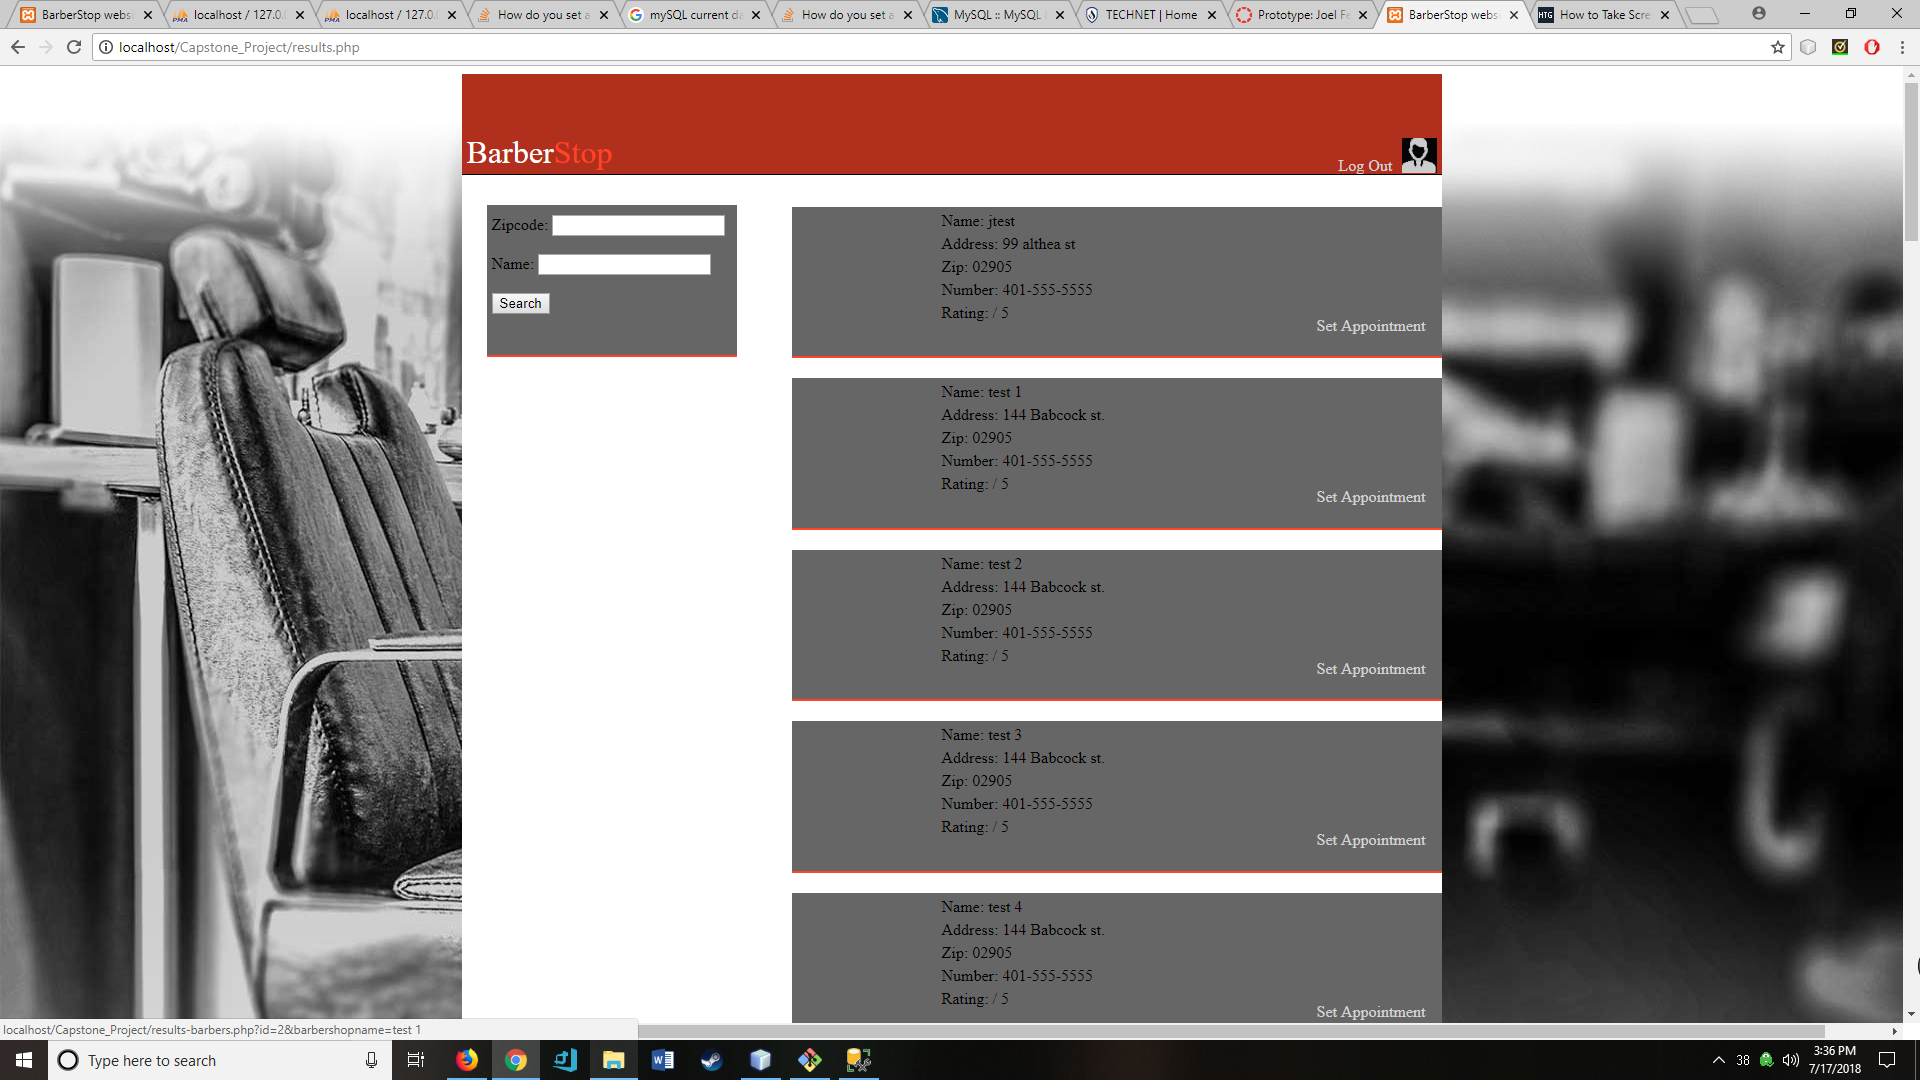 BarberStop webs
localhost / 127.0.
localhost / 127.0.
How do you set a
mySQL current da
How do you set a
MySQL :: MySQL
TECHNET | Home
Prototype: Joel Fe
BarberStop webs
HTG How to Take Scre
localhost/Capstone_Project/results.php
BarberStop
Log Out
Zipcode:
Name:
Search
Name: jtest
Address: 99 althea st
Zip: 02905
Number: 401-555-5555
Rating: / 5
Set Appointment
Name: test 1
Address: 144 Babcock st.
Zip: 02905
Number: 401-555-5555
Rating: / 5
Set Appointment
Name: test 2
Address: 144 Babcock st.
Zip: 02905
Number: 401-555-5555
Rating: / 5
Set Appointment
Name: test 3
Address: 144 Babcock st.
Zip: 02905
Number: 401-555-5555
Rating: / 5
Set Appointment
Name: test 4
Address: 144 Babcock st.
Zip: 02905
Number: 401-555-5555
Rating: / 5
Set Appointment
localhost/Capstone_Project/results-barbers.php?id=2&barbershopname=test 1
Type here to search
38
3:36 PM
7/17/2018